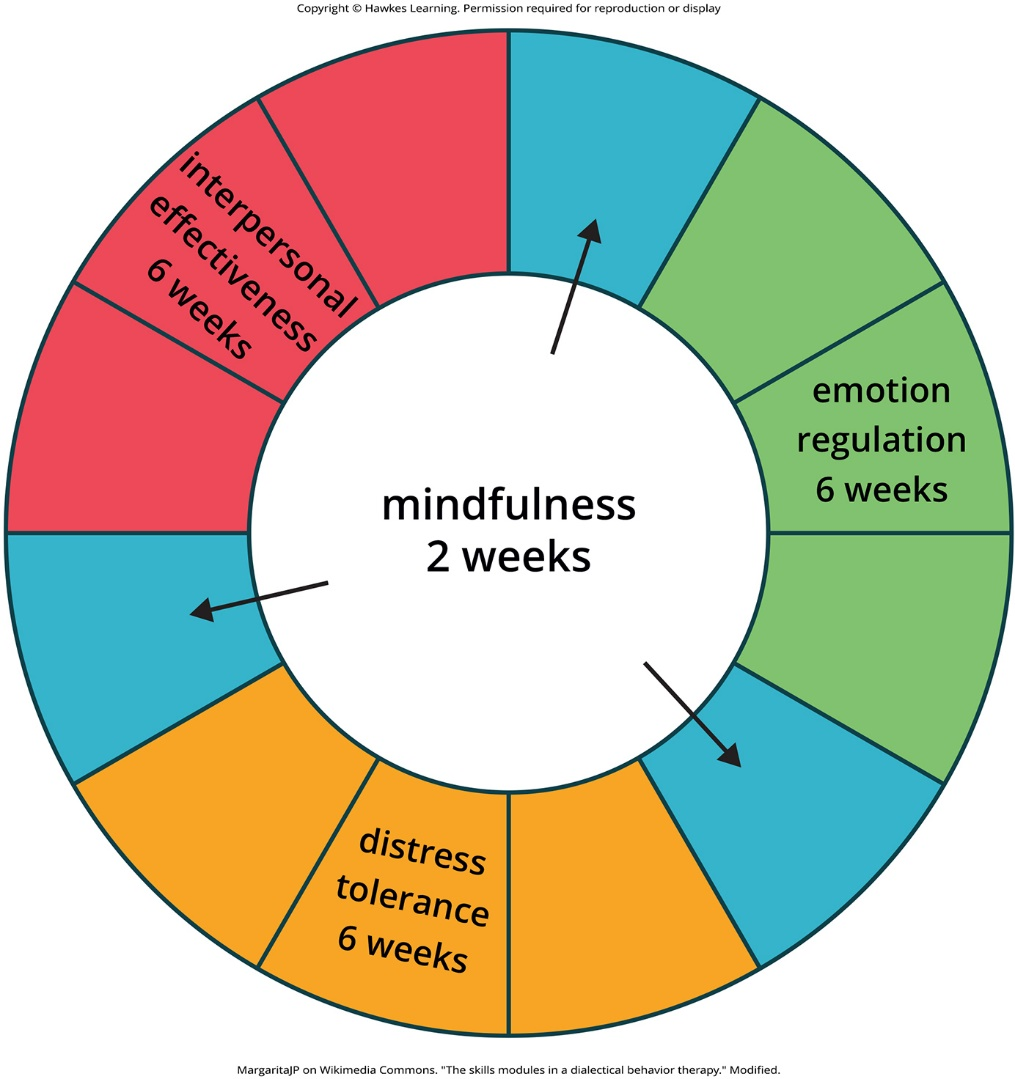 Copyright © Hawkes Learning. Permission required for reproduction or display
interpersonal
effectiveness
6 weeks
emotion
regulation
6 weeks
mindfulness
2 weeks
distress
tolerance
6 weeks
MargaritaJP on Wikimedia Commons. "The skills modules in a dialectical behavior therapy." Modified.